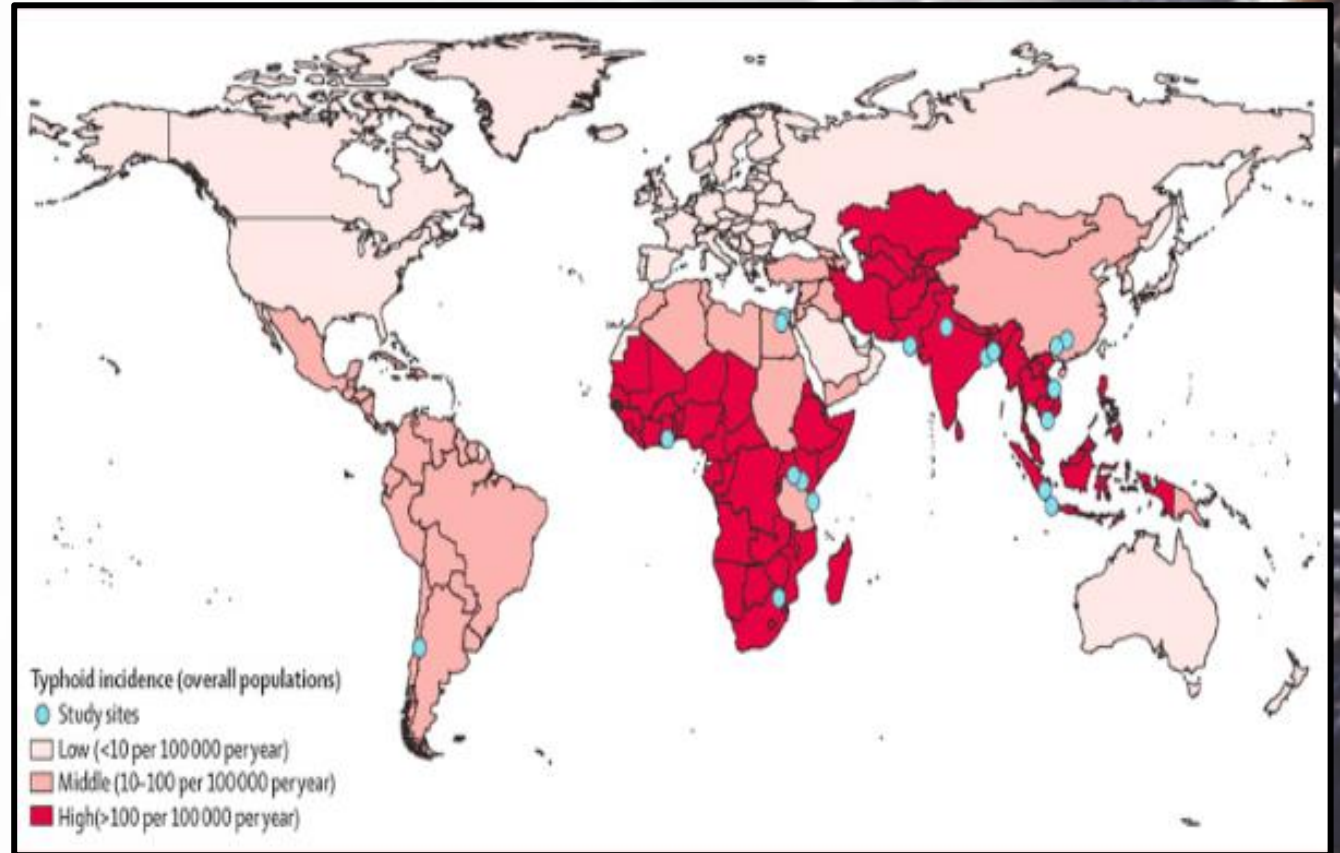 Typhoid incidence (overall populations)
Study sites
Low (<10 per 100 000 per year)
Middle (10–100 per 100 000 per year)
High(>100 per 100 000 per year)